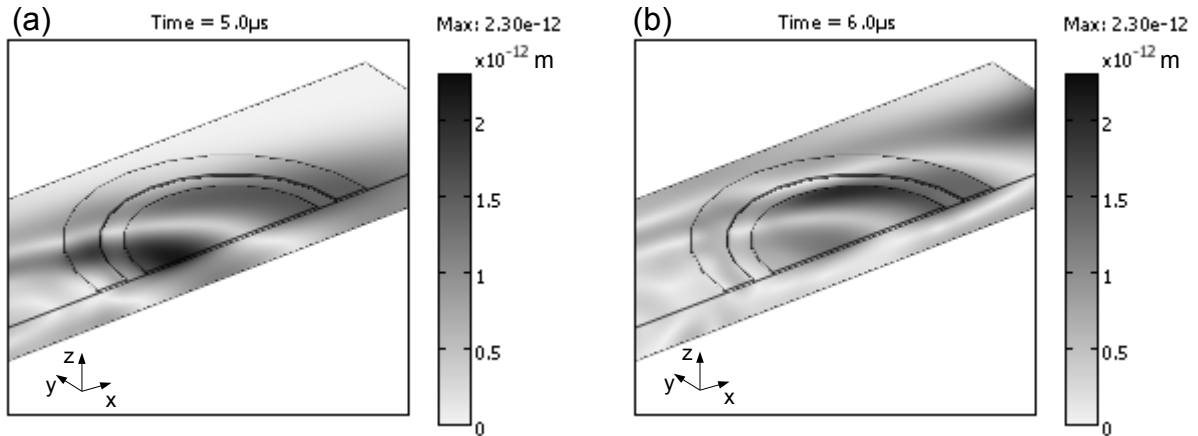 (a)
Time = 5.0µs
Max: 2.30e-12
x10⁻¹² m
2
1.5
1
0.5
0
z
y
x
(b)
Time = 6.0µs
Max: 2.30e-12
x10⁻¹² m
2
1.5
1
0.5
0
z
y
x